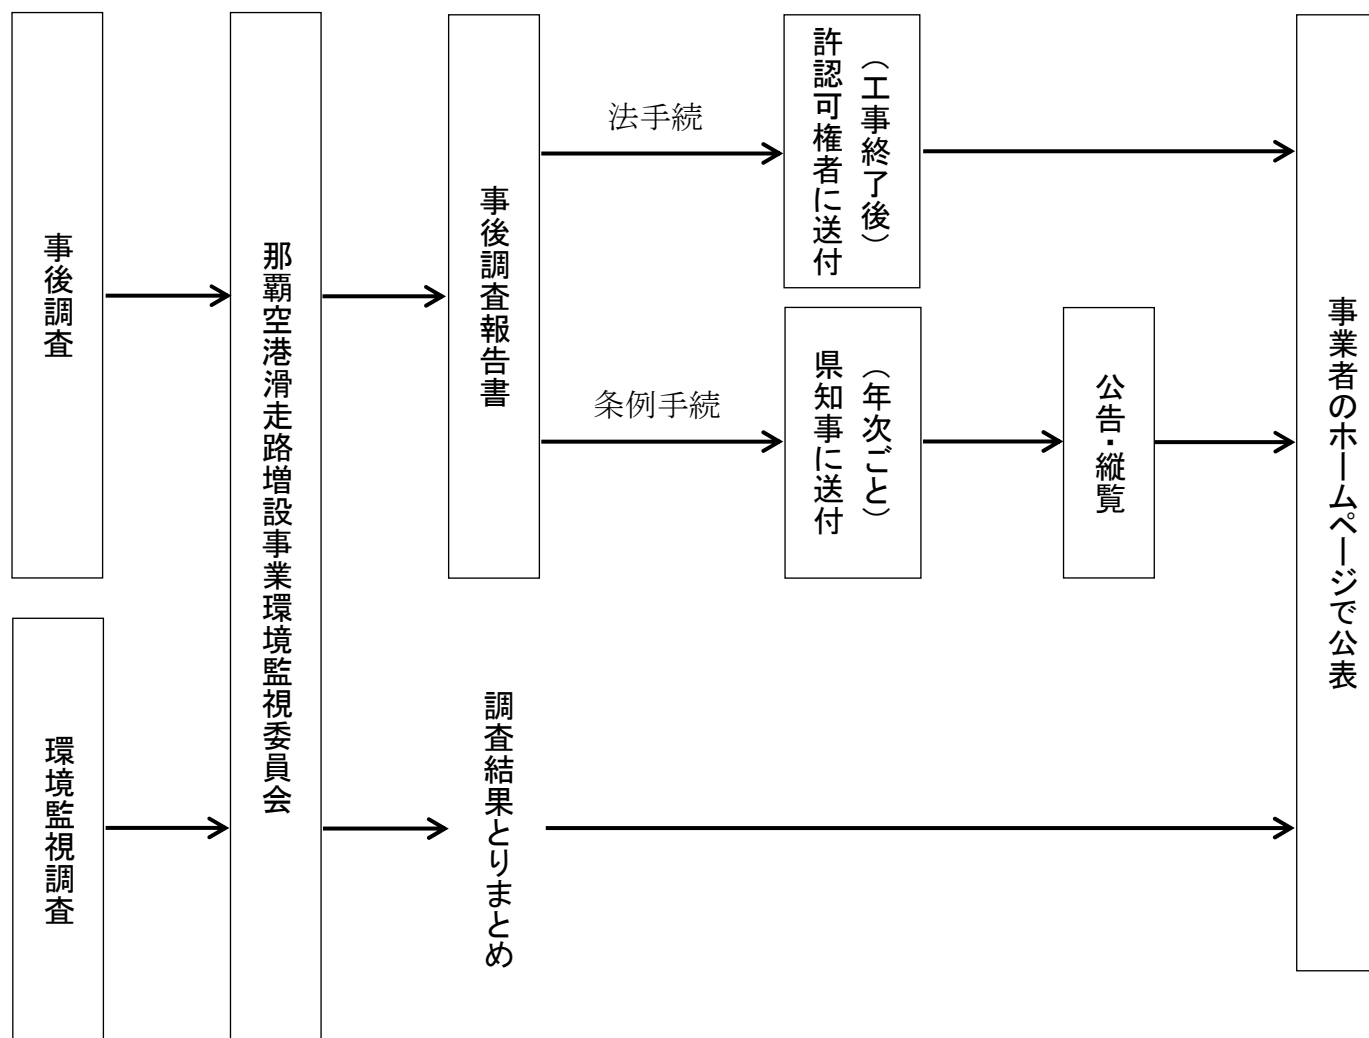 事後調査
環境監視調査
那覇空港滑走路増設事業環境監視委員会
事後調査報告書
調査結果とりまとめ
法手続
条例手続
(工事終了後)
許認可権者に送付
(年次ごと)
県知事に送付
公告・縦覧
事業者のホームページで公表